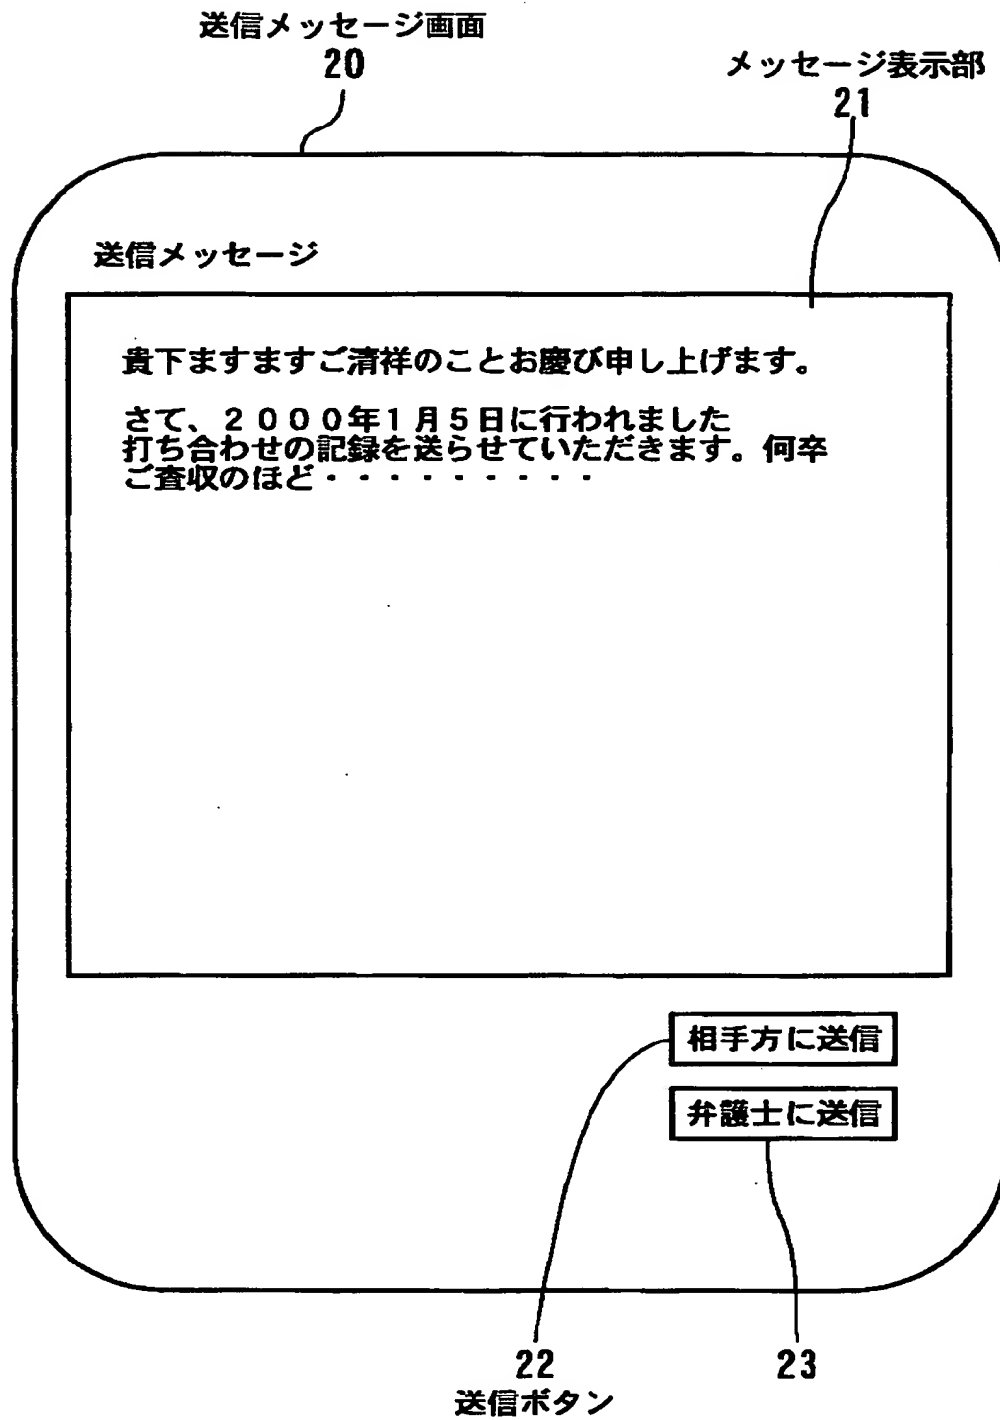 送信メッセージ画面
20
メッセージ表示部
21
送信メッセージ
貴下ますますご清祥のことお慶び申し上げます。
さて、２０００年１月５日に行われました
打ち合わせの記録を送らせていただきます。何卒
ご査収のほど・・・・・・・・・
相手方に送信
弁護士に送信
22
送信ボタン
23